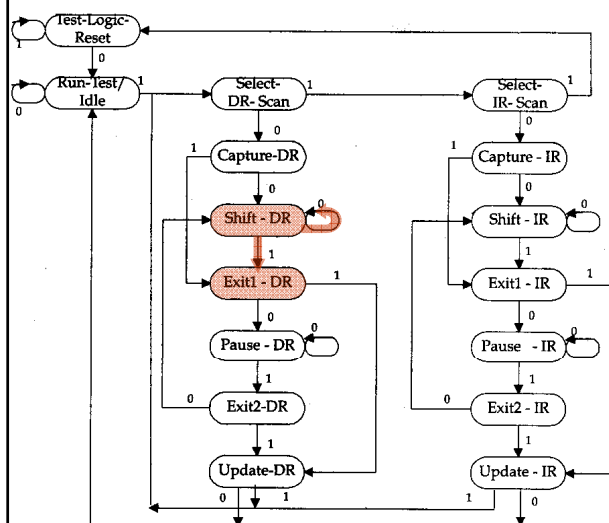 Test-Logic-
Reset
1
0
Run-Test/
Idle
1
0
Select-
DR-Scan
1
Select-
IR-Scan
1
0
0
1
Capture-DR
1
Capture - IR
0
0
Shift - DR
0
Shift - IR
0
1
1
Exit1 - DR
1
Exit1 - IR
1
0
0
Pause - DR
0
Pause - IR
0
1
1
0
Exit2-DR
0
Exit2 - IR
1
1
Update-DR
Update - IR
0
1
1
0